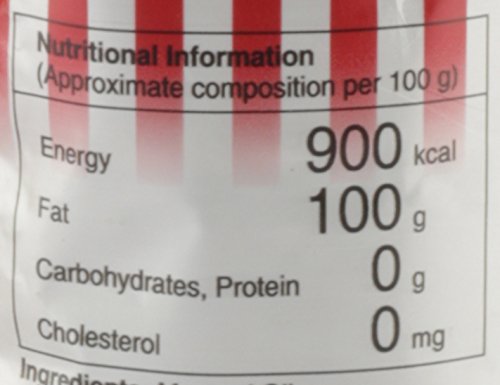 Nutritional Information
(Approximate composition per 100 g)
Energy 900 kcal
Fat 100 g
Carbohydrates, Protein 0 g
Cholesterol 0 mg